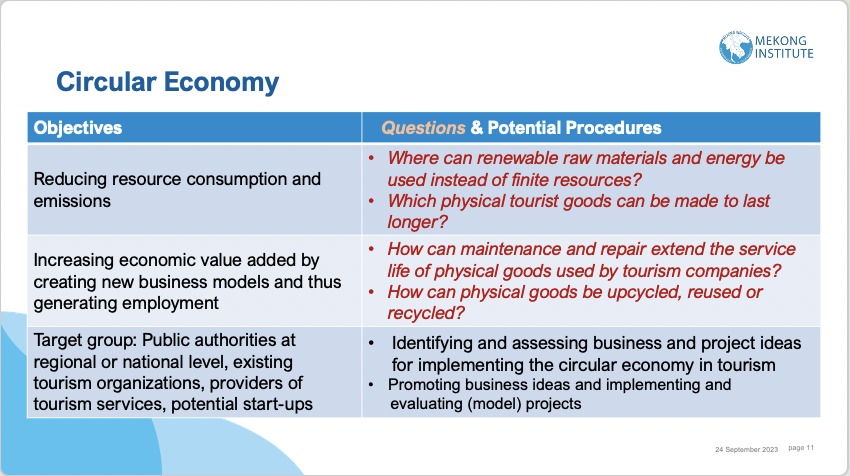 MEKONG
INSTITUTE
Circular Economy
Objectives
Questions & Potential Procedures
Reducing resource consumption and
emissions
• Where can renewable raw materials and energy be
used instead of finite resources?
• Which physical tourist goods can be made to last
longer?
Increasing economic value added by
creating new business models and thus
generating employment
• How can maintenance and repair extend the service
life of physical goods used by tourism companies?
• How can physical goods be upcycled, reused or
recycled?
Target group: Public authorities at
regional or national level, existing
tourism organizations, providers of
tourism services, potential start-ups
• Identifying and assessing business and project ideas
for implementing the circular economy in tourism
• Promoting business ideas and implementing and
evaluating (model) projects
24 September 2023
page 11